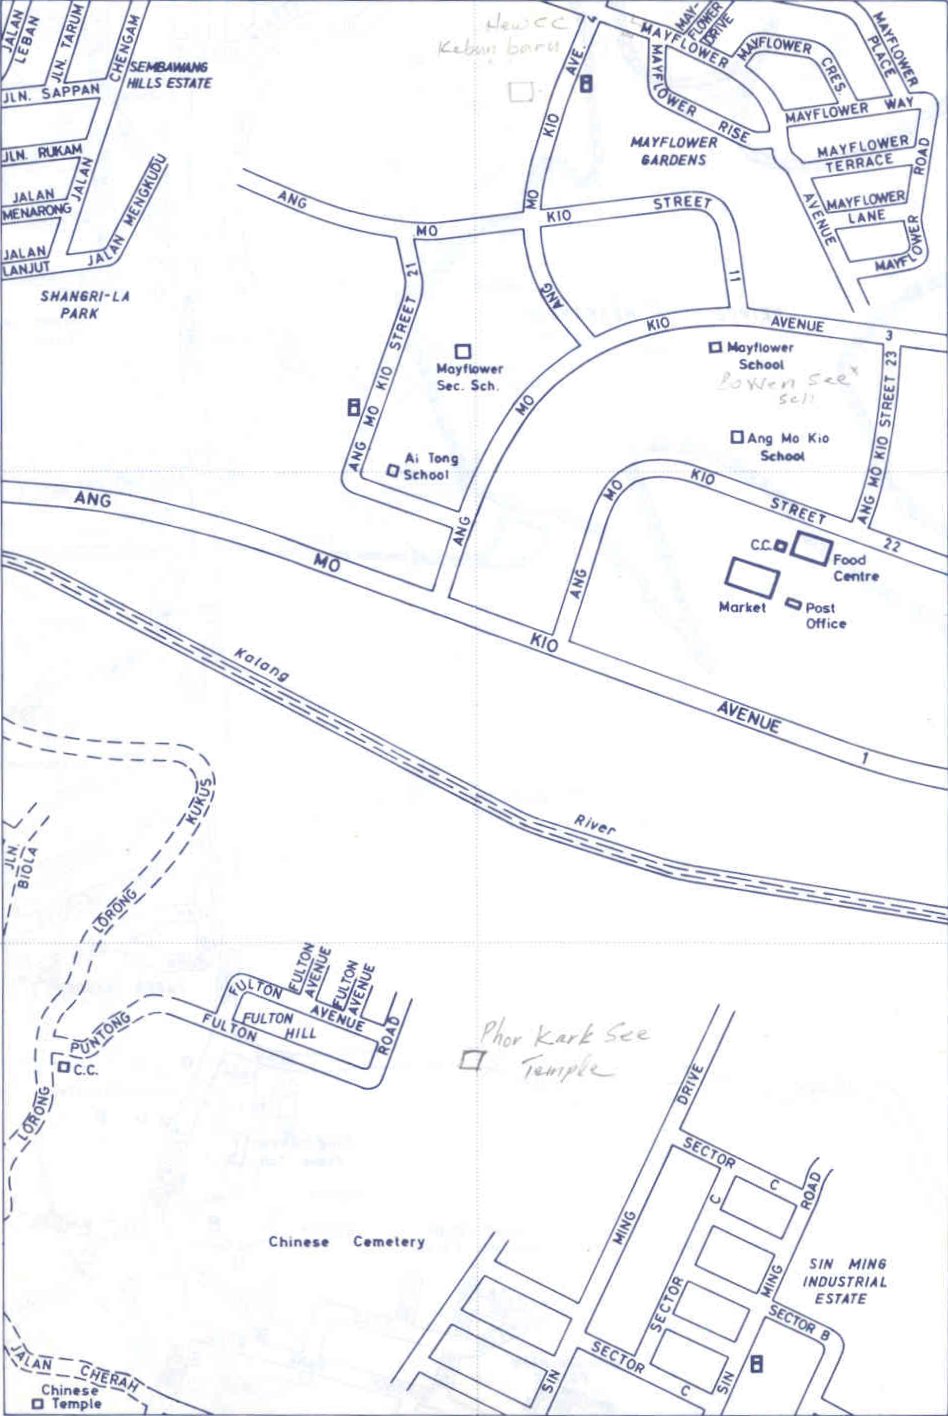 JALAN
LEBAN
JLN. TARUM
CHENGAM
JALAN
SEMBAWANG
HILLS ESTATE
JLN. SAPPAN
JLN. RUKAM
JALAN
MENARONG
JALAN MENGKUDU
JALAN
LANJUT
SHANGRI-LA
PARK
New CC
Kebun baru
ANG
MO
KIO
AVE.
4
MAYFLOWER
MAY-
FLOWER
DRIVE
MAYFLOWER
CRES
MAYFLOWER
PLACE
MAYFLOWER RISE
MAYFLOWER WAY
MAYFLOWER
GARDENS
MAYFLOWER
TERRACE
MAYFLOWER
LANE
MAYFLOWER
ROAD
AVENUE
ANG
MO
KIO
STREET
11
ANG MO KIO STREET 21
ANG
MO
KIO
AVENUE
3
Mayflower
Sec. Sch.
Mayflower
School
Ang Mo Kio
School
Ai Tong
School
ANG MO KIO STREET 23
ANG
MO
KIO
STREET
22
C.C.
Food
Centre
Market
Post
Office
ANG
MO
KIO
AVENUE
1
Kalang
River
LORONG
KUKUS
JLN.
BIOLA
LORONG
PUNTONG
C.C.
FULTON
AVENUE
FULTON
AVENUE
FULTON
AVENUE
FULTON
HILL
FULTON
ROAD
Phor Kark See
Temple
Chinese Cemetery
SIN
MING
DRIVE
SECTOR
C
SECTOR
C
SECTOR
C
SIN
MING
ROAD
SIN MING
INDUSTRIAL
ESTATE
SECTOR B
JALAN
CHERAH
Chinese
Temple